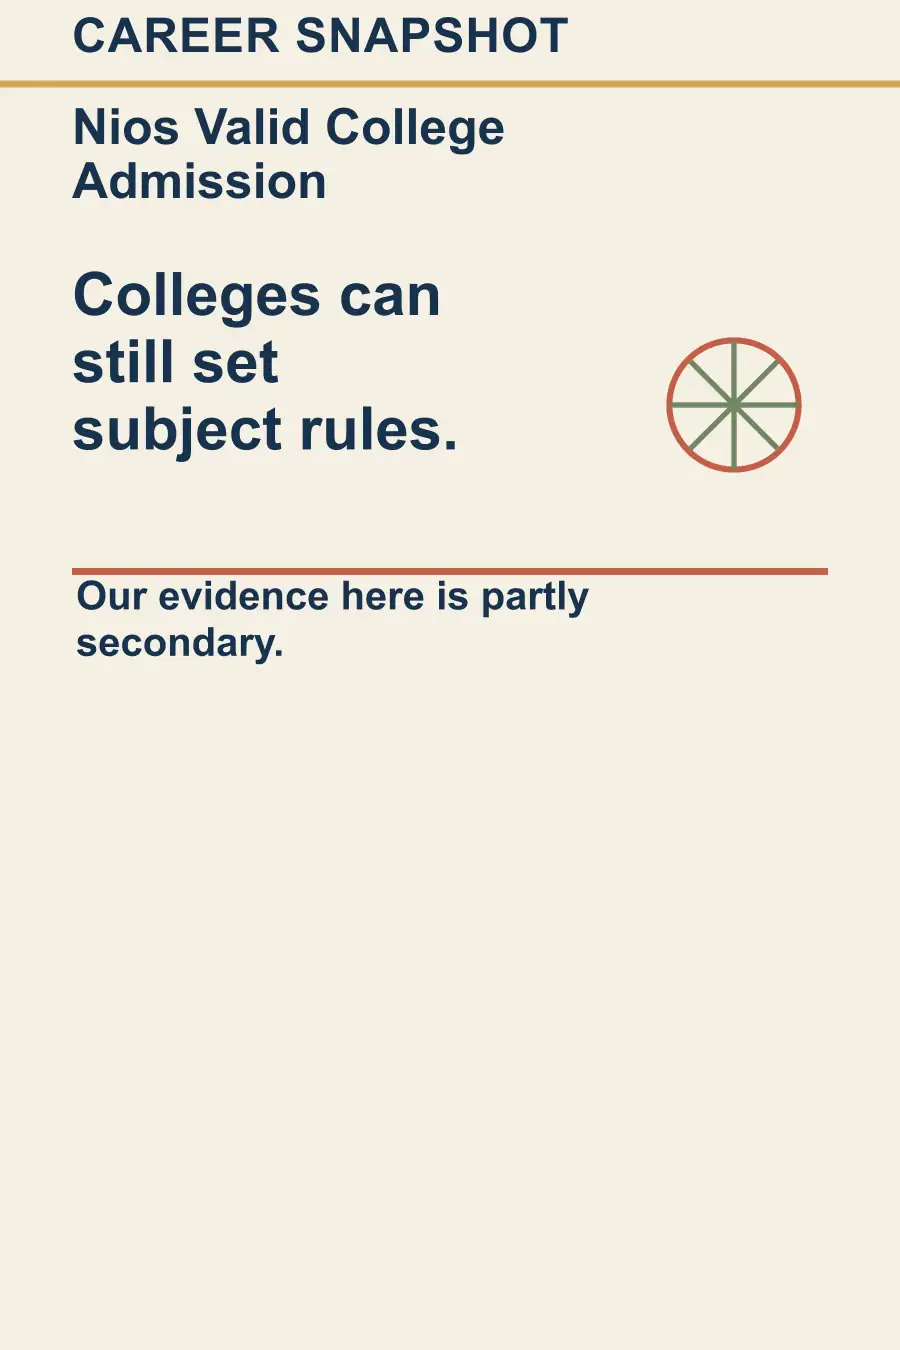 CAREER SNAPSHOT
Nios Valid College
Admission
Colleges can
still set
subject rules.
Our evidence here is partly
secondary.